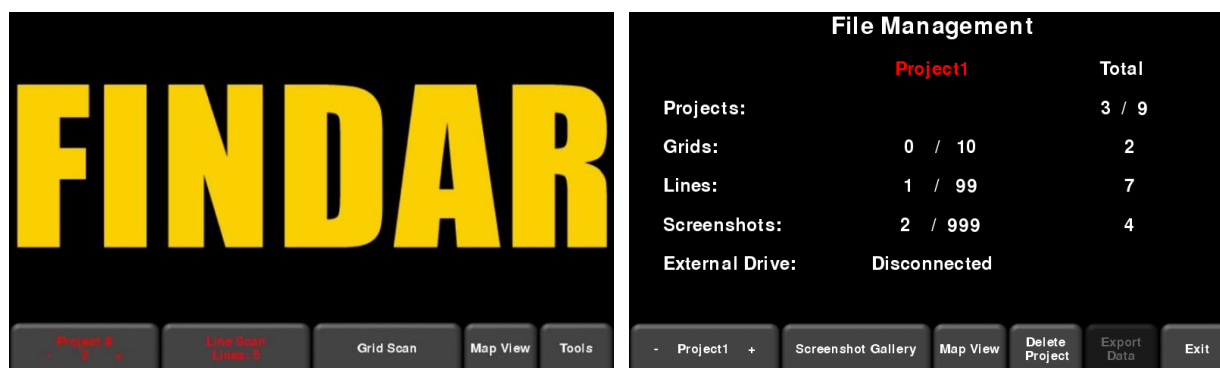 FINDAR
Project #
- 2 +
Line Scan
Lines: 5
Grid Scan
Map View
Tools
File Management
Project1 Total
Projects: 3 / 9
Grids: 0 / 10 2
Lines: 1 / 99 7
Screenshots: 2 / 999 4
External Drive: Disconnected
- Project1 +
Screenshot Gallery
Map View
Delete
Project
Export
Data
Exit